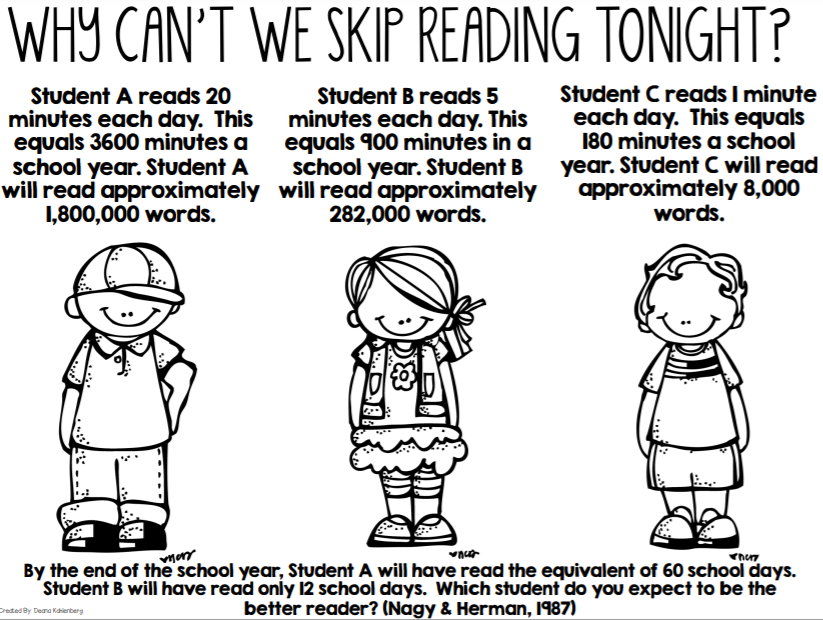 WHY CAN'T WE SKIP READING TONIGHT?
Student A reads 20
minutes each day. This
equals 3600 minutes a
school year. Student A
will read approximately
1,800,000 words.
Student B reads 5
minutes each day. This
equals 900 minutes in a
school year. Student B
will read approximately
282,000 words.
Student C reads 1 minute
each day. This equals
180 minutes a school
year. Student C will read
approximately 8,000
words.
By the end of the school year, Student A will have read the equivalent of 60 school days.
Student B will have read only 12 school days. Which student do you expect to be the
better reader? (Nagy & Herman, 1987)
Created By: Deana Kahlenberg